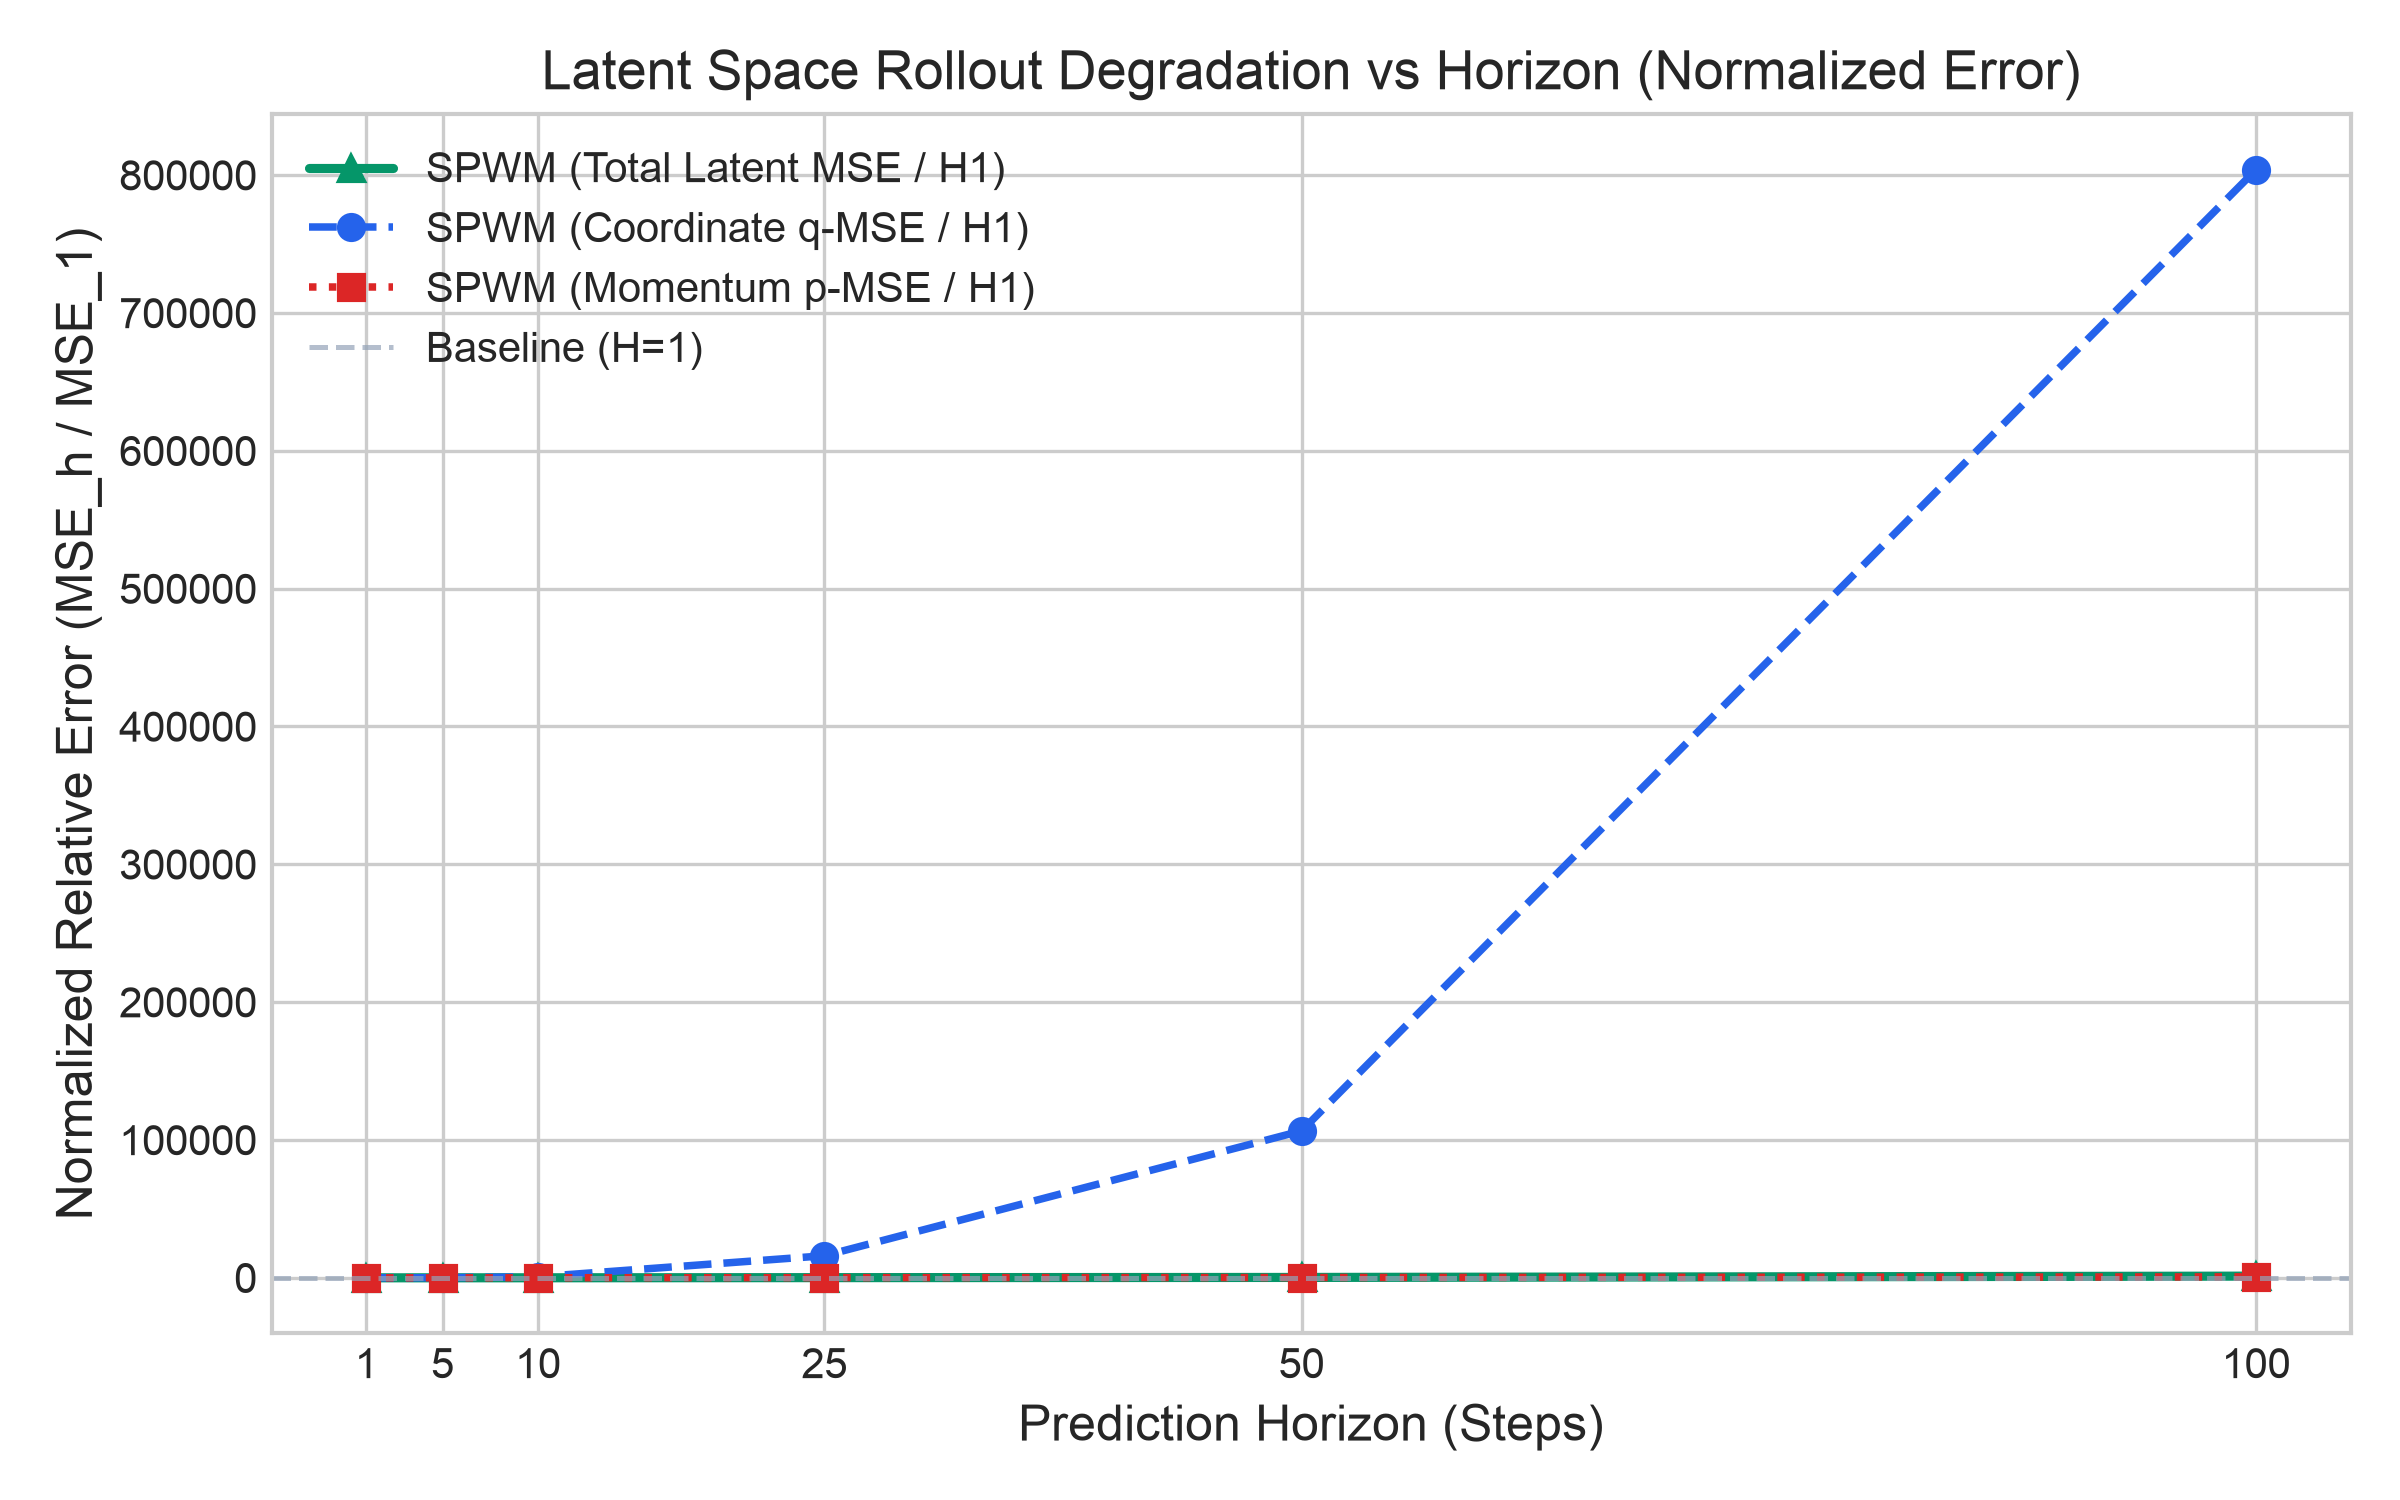 Latent Space Rollout Degradation vs Horizon (Normalized Error)
SPWM (Total Latent MSE / H1)
SPWM (Coordinate q-MSE / H1)
SPWM (Momentum p-MSE / H1)
Baseline (H=1)
Normalized Relative Error (MSE_h / MSE_1)
800000
700000
600000
500000
400000
300000
200000
100000
0
1 5 10 25 50 100
Prediction Horizon (Steps)